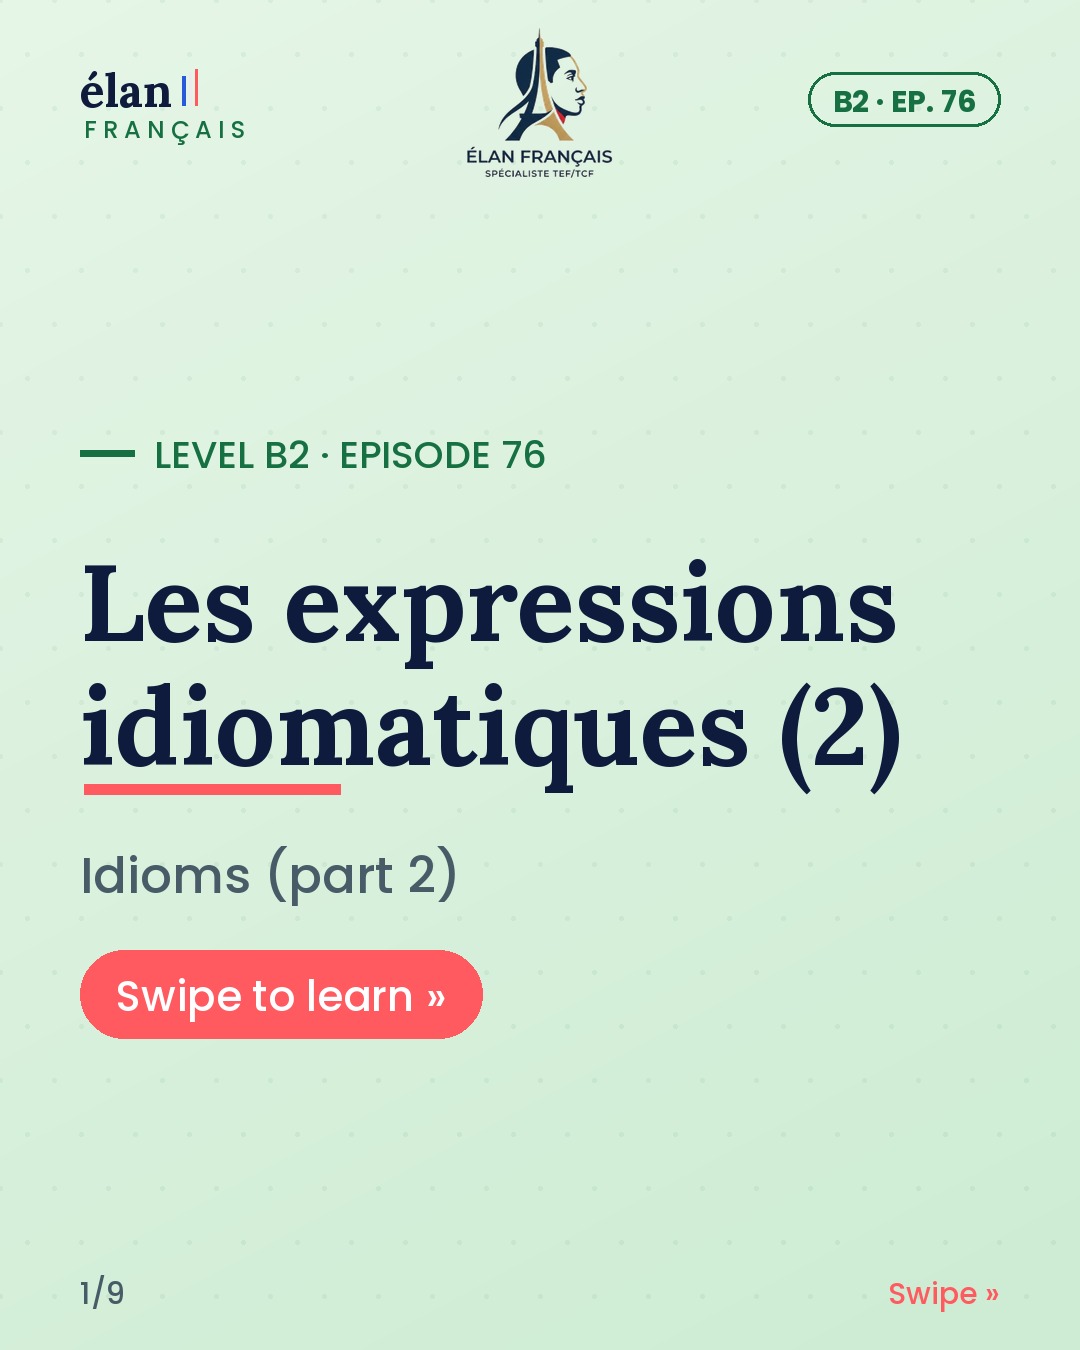 élan
FRANÇAIS
ÉLAN FRANÇAIS
SPÉCIALISTE TEF/TCF
B2 · EP. 76
LEVEL B2 · EPISODE 76
Les expressions
idiomatiques (2)
Idioms (part 2)
Swipe to learn »
1/9
Swipe »